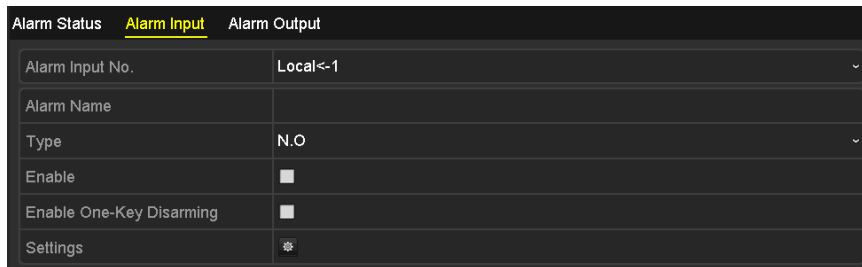 Alarm Status Alarm Input Alarm Output
Alarm Input No. Local<-1
Alarm Name
Type N.O
Enable
Enable One-Key Disarming
Settings